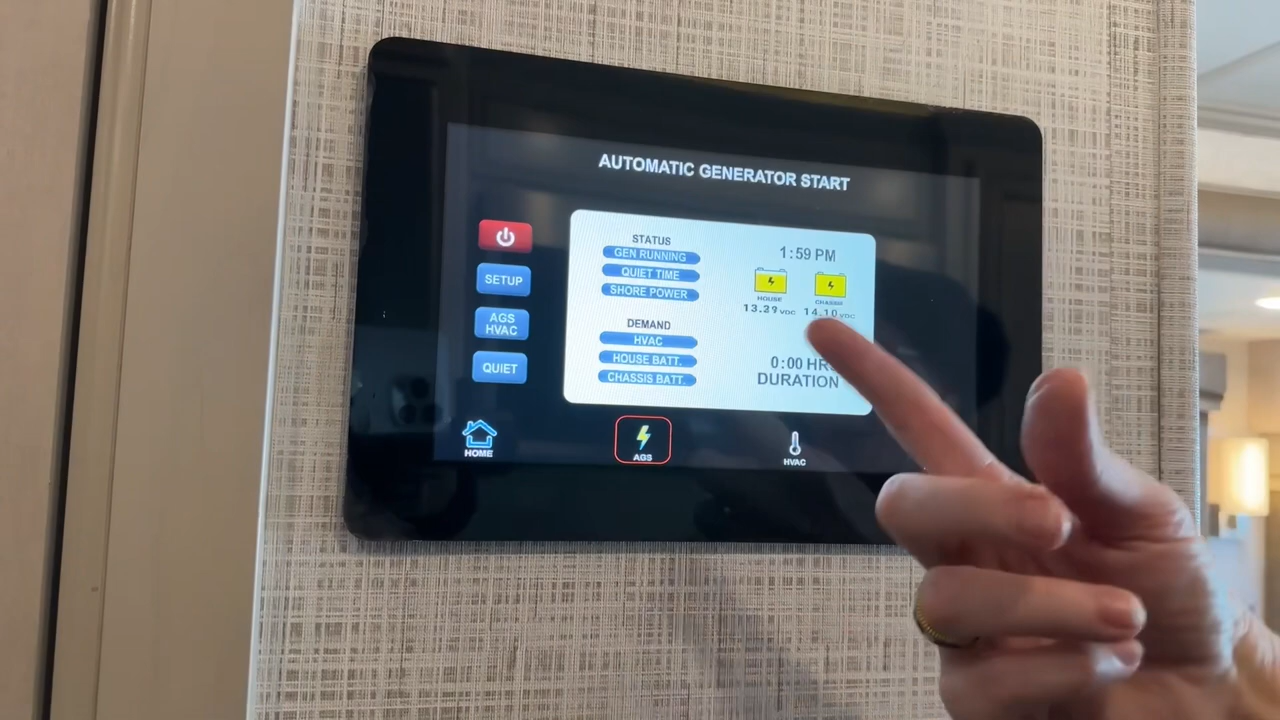 AUTOMATIC GENERATOR START
SETUP
AGS
HVAC
QUIET
STATUS
GEN RUNNING
QUIET TIME
SHORE POWER
DEMAND
HVAC
HOUSE BATT.
CHASSIS BATT.
1:59 PM
HOUSE
13.29 VDC
CHASSIS
14.10 VDC
0:00 HRS
DURATION
HOME
AGS
HVAC